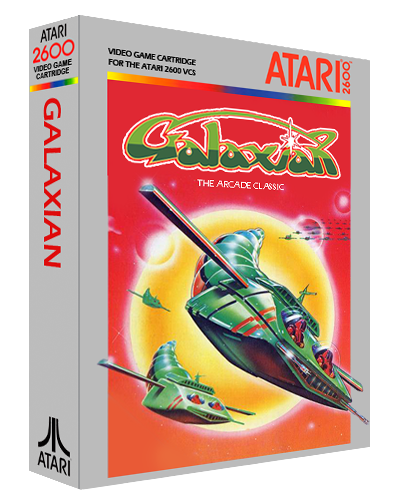 ATARI
2600
VIDEO GAME
CARTRIDGE
GALAXIAN
ATARI
VIDEO GAME CARTRIDGE
FOR THE ATARI 2600 VCS
ATARI
2600
Galaxian
THE ARCADE CLASSIC